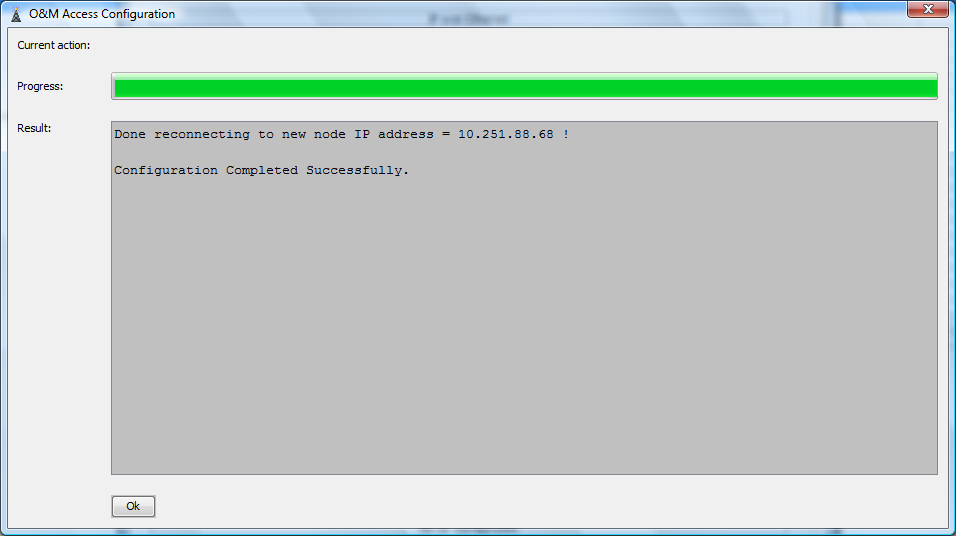 O&M Access Configuration
Current action:
Progress:
Result:
Done reconnecting to new node IP address = 10.251.88.68 !
Configuration Completed Successfully.
Ok